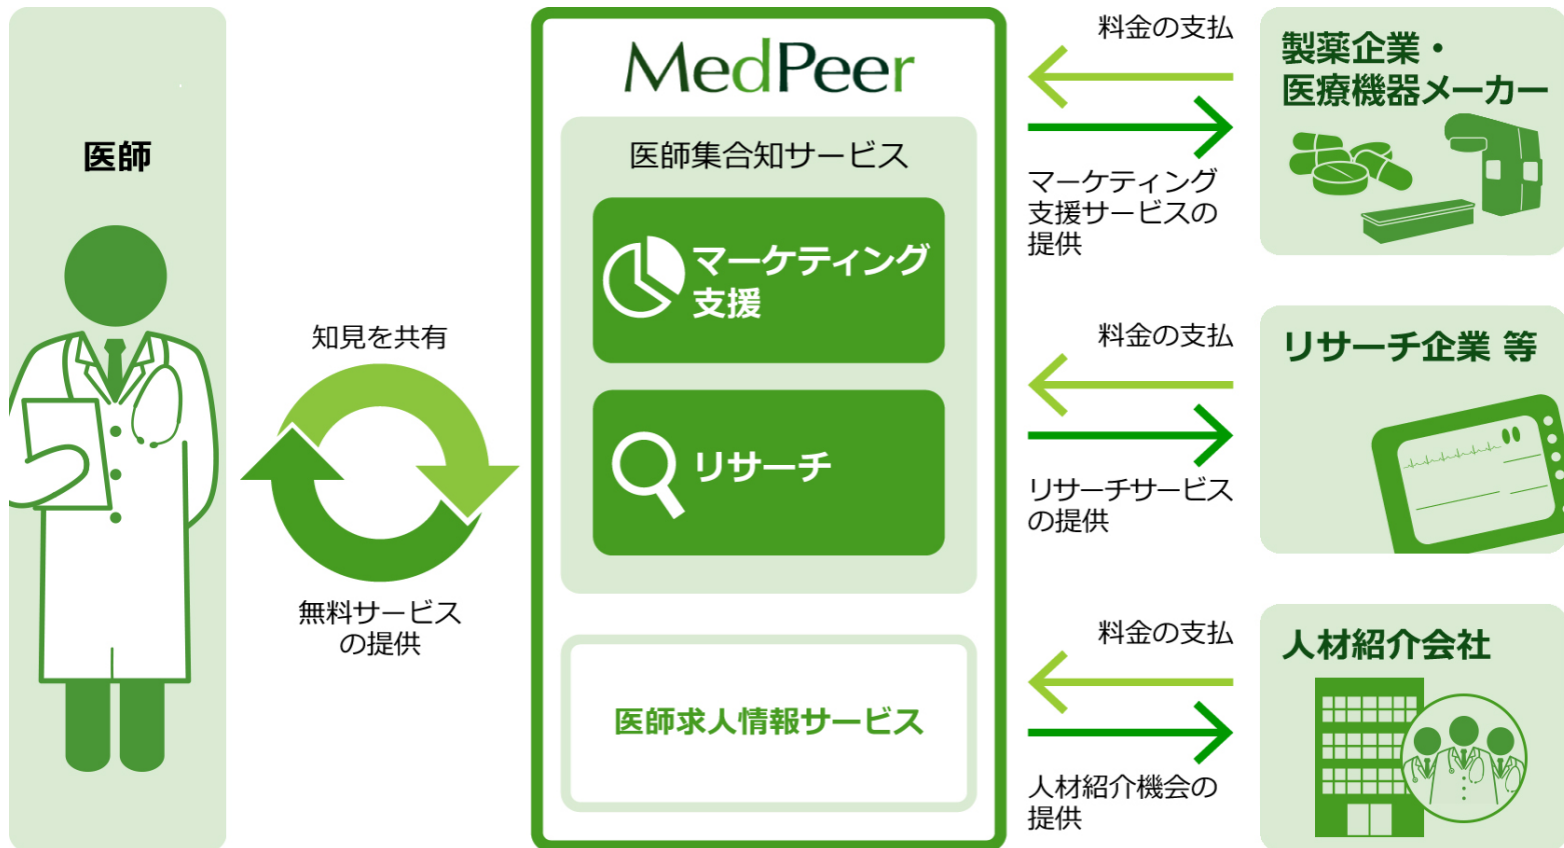 医師
知見を共有
無料サービス
の提供
MedPeer
医師集合知サービス
マーケティング
支援
リサーチ
医師求人情報サービス
料金の支払
マーケティング
支援サービスの
提供
製薬企業・
医療機器メーカー
料金の支払
リサーチサービス
の提供
リサーチ企業 等
料金の支払
人材紹介機会の
提供
人材紹介会社